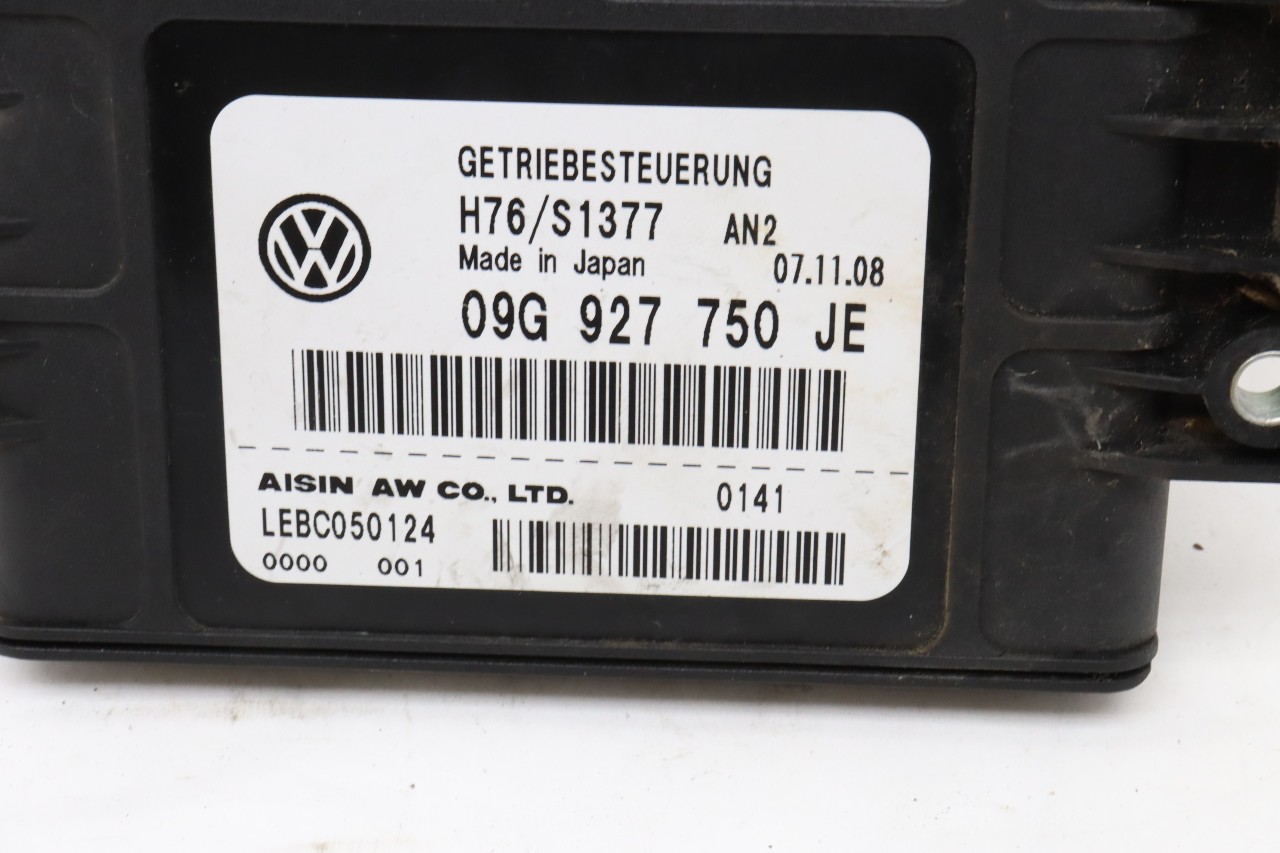 GETRIEBESTEUERUNG
H76/S1377 AN2
Made in Japan 07.11.08
09G 927 750 JE
AISIN AW CO., LTD. 0141
LEBC050124
0000 001